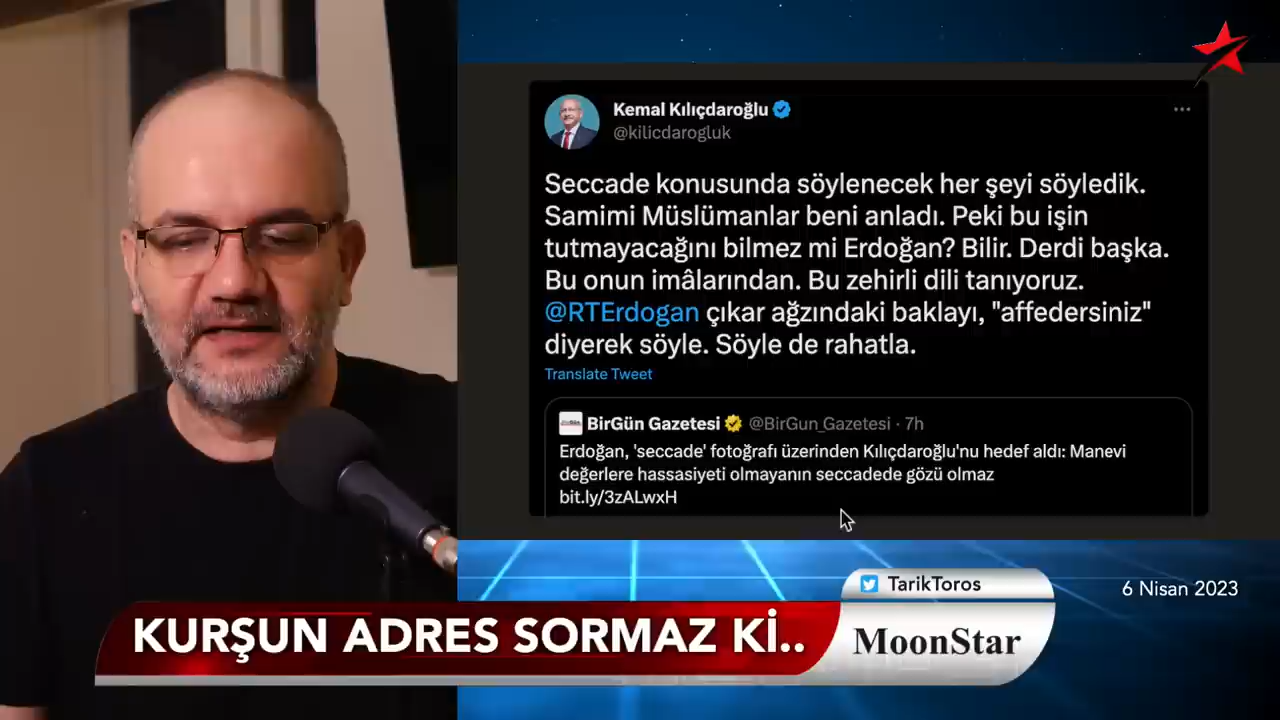 Kemal Kılıçdaroğlu
@kilicdarogluk
Seccade konusunda söylenecek her şeyi söyledik.
Samimi Müslümanlar beni anladı. Peki bu işin
tutmayacağını bilmez mi Erdoğan? Bilir. Derdi başka.
Bu onun imâlarından. Bu zehirli dili tanıyoruz.
@RTErdogan çıkar ağzındaki baklayı, "affedersiniz"
diyerek söyle. Söyle de rahatla.
Translate Tweet
BirGün Gazetesi @BirGun_Gazetesi · 7h
Erdoğan, 'seccade' fotoğrafı üzerinden Kılıçdaroğlu'nu hedef aldı: Manevi
değerlere hassasiyeti olmayanın seccadede gözü olmaz
bit.ly/3zALwxH
TarikToros
6 Nisan 2023
KURŞUN ADRES SORMAZ Kİ..
MoonStar